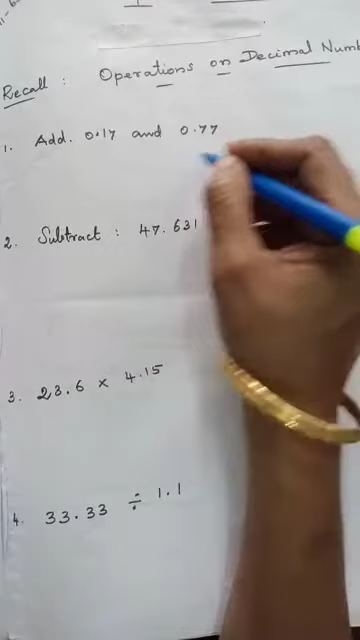 Recall : Operations on Decimal Num
1. Add. 0.17 and 0.77
2. Subtract : 47.631
3. 23.6 × 4.15
4. 33.33 ÷ 1.1